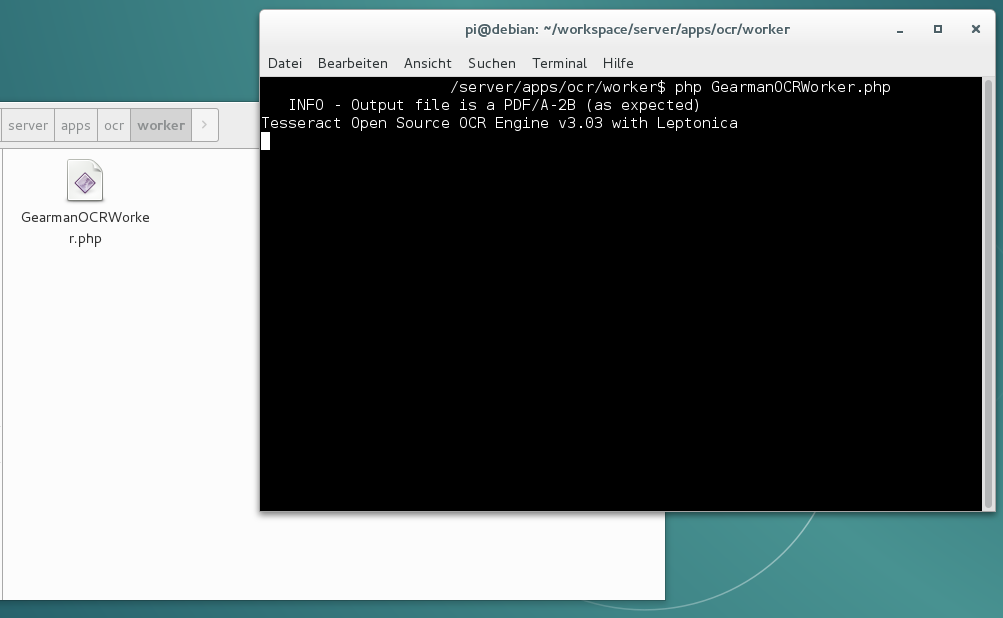 pi@debian: ~/workspace/server/apps/ocr/worker
Datei Bearbeiten Ansicht Suchen Terminal Hilfe
/server/apps/ocr/worker$ php GearmanOCRWorker.php
INFO - Output file is a PDF/A-2B (as expected)
Tesseract Open Source OCR Engine v3.03 with Leptonica
server apps ocr worker
GearmanOCRWorke
r.php